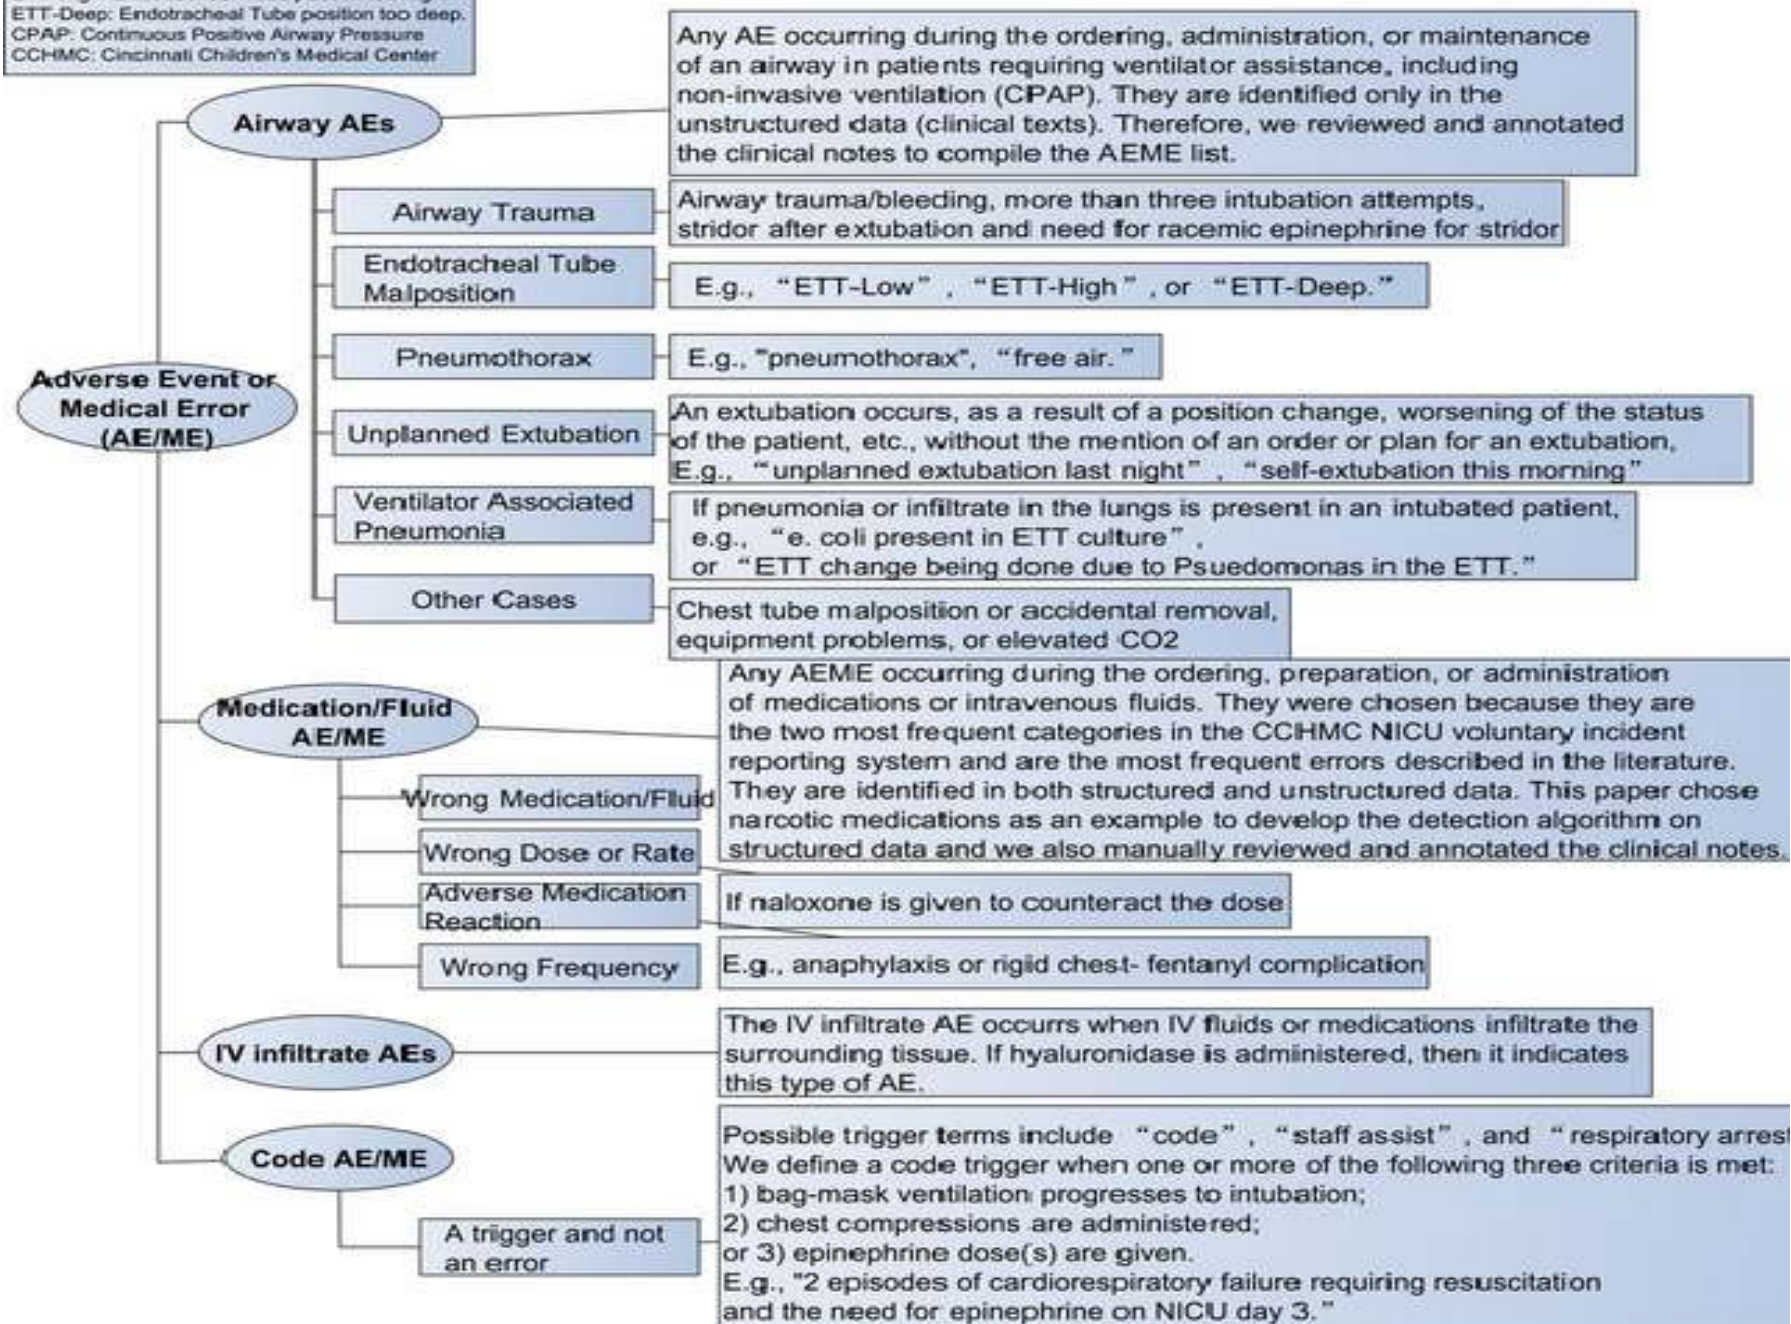 ETT-Deep: Endotracheal Tube position too deep.
CPAP: Continuous Positive Airway Pressure
CCHMC: Cincinnati Children's Medical Center
Airway AEs
Any AE occurring during the ordering, administration, or maintenance
of an airway in patients requiring ventilator assistance, including
non-invasive ventilation (CPAP). They are identified only in the
unstructured data (clinical texts). Therefore, we reviewed and annotated
the clinical notes to compile the AEME list.
Airway Trauma
Airway trauma/bleeding, more than three intubation attempts,
stridor after extubation and need for racemic epinephrine for stridor
Endotracheal Tube
Malposition
E.g., “ETT-Low” , “ETT-High” , or “ETT-Deep.”
Pneumothorax
E.g., "pneumothorax", “free air. ”
Adverse Event or
Medical Error
(AE/ME)
Unplanned Extubation
An extubation occurs, as a result of a position change, worsening of the status
of the patient, etc., without the mention of an order or plan for an extubation,
E.g., “unplanned extubation last night” , “self-extubation this morning”
Ventilator Associated
Pneumonia
If pneumonia or infiltrate in the lungs is present in an intubated patient,
e.g., “e. coli present in ETT culture” ,
or “ETT change being done due to Psuedomonas in the ETT.”
Other Cases
Chest tube malposition or accidental removal,
equipment problems, or elevated CO2
Medication/Fluid
AE/ME
Any AEME occurring during the ordering, preparation, or administration
of medications or intravenous fluids. They were chosen because they are
the two most frequent categories in the CCHMC NICU voluntary incident
reporting system and are the most frequent errors described in the literature.
They are identified in both structured and unstructured data. This paper chose
narcotic medications as an example to develop the detection algorithm on
structured data and we also manually reviewed and annotated the clinical notes.
Wrong Medication/Fluid
Wrong Dose or Rate
If naloxone is given to counteract the dose
Adverse Medication
Reaction
E.g., anaphylaxis or rigid chest- fentanyl complication
Wrong Frequency
IV infiltrate AEs
The IV infiltrate AE occurrs when IV fluids or medications infiltrate the
surrounding tissue. If hyaluronidase is administered, then it indicates
this type of AE.
Code AE/ME
A trigger and not
an error
Possible trigger terms include “code” , “staff assist” , and “respiratory arrest
We define a code trigger when one or more of the following three criteria is met:
1) bag-mask ventilation progresses to intubation;
2) chest compressions are administered;
or 3) epinephrine dose(s) are given.
E.g., "2 episodes of cardiorespiratory failure requiring resuscitation
and the need for epinephrine on NICU day 3."